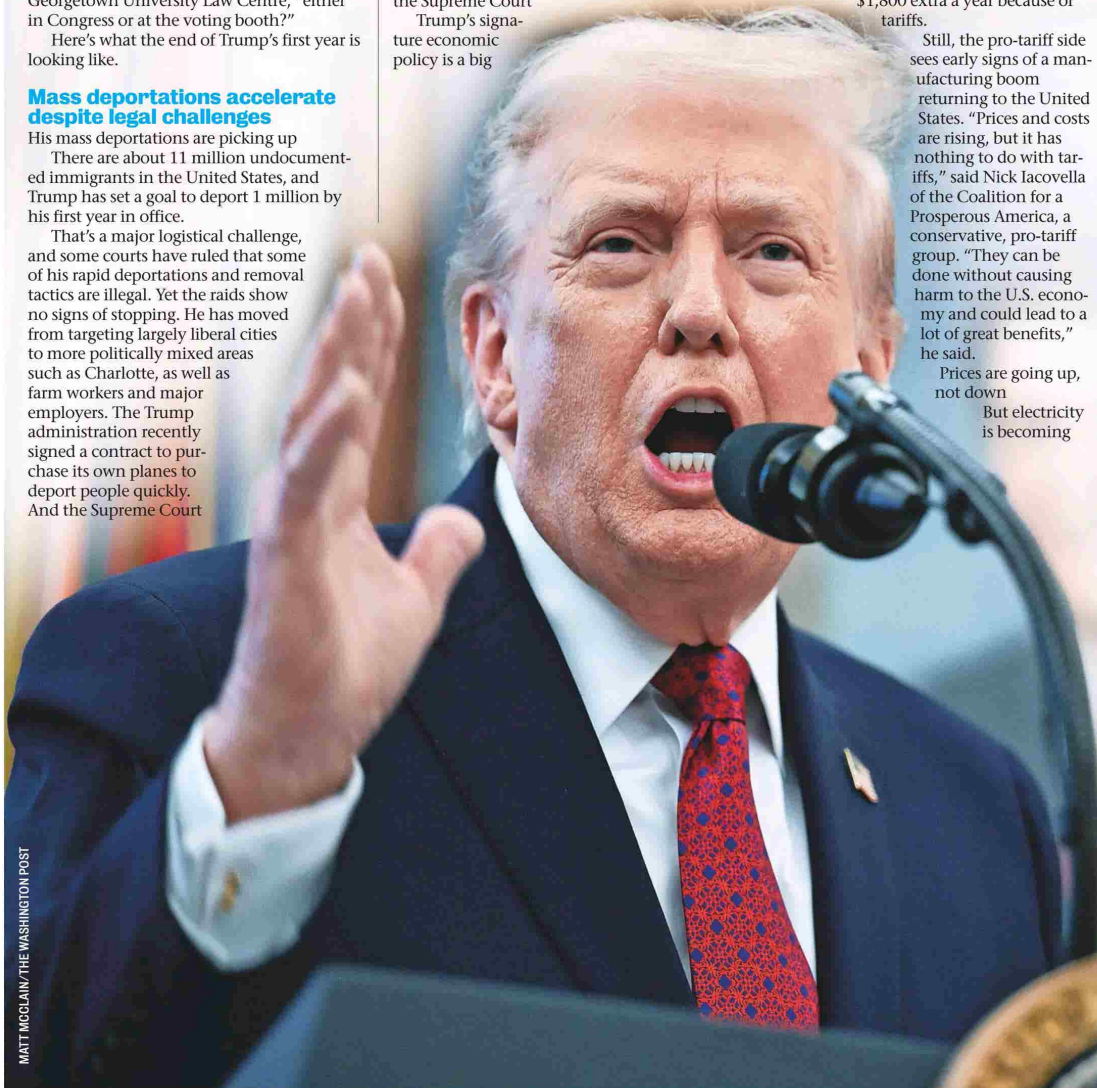 Georgetown University Law Centre, “either
in Congress or at the voting booth?”
Here’s what the end of Trump’s first year is
looking like.
Mass deportations accelerate
despite legal challenges
His mass deportations are picking up
There are about 11 million undocument-
ed immigrants in the United States, and
Trump has set a goal to deport 1 million by
his first year in office.
That’s a major logistical challenge,
and some courts have ruled that some
of his rapid deportations and removal
tactics are illegal. Yet the raids show
no signs of stopping. He has moved
from targeting largely liberal cities
to more politically mixed areas
such as Charlotte, as well as
farm workers and major
employers. The Trump
administration recently
signed a contract to pur-
chase its own planes to
deport people quickly.
And the Supreme Court
the Supreme Court
Trump’s signa-
ture economic
policy is a big
$1,800 extra a year because of
tariffs.
Still, the pro-tariff side
sees early signs of a man-
ufacturing boom
returning to the United
States. “Prices and costs
are rising, but it has
nothing to do with tar-
iffs,” said Nick Iacovella
of the Coalition for a
Prosperous America, a
conservative, pro-tariff
group. “They can be
done without causing
harm to the U.S. econo-
my and could lead to a
lot of great benefits,”
he said.
Prices are going up,
not down
But electricity
is becoming
MATT MCCLAIN/THE WASHINGTON POST